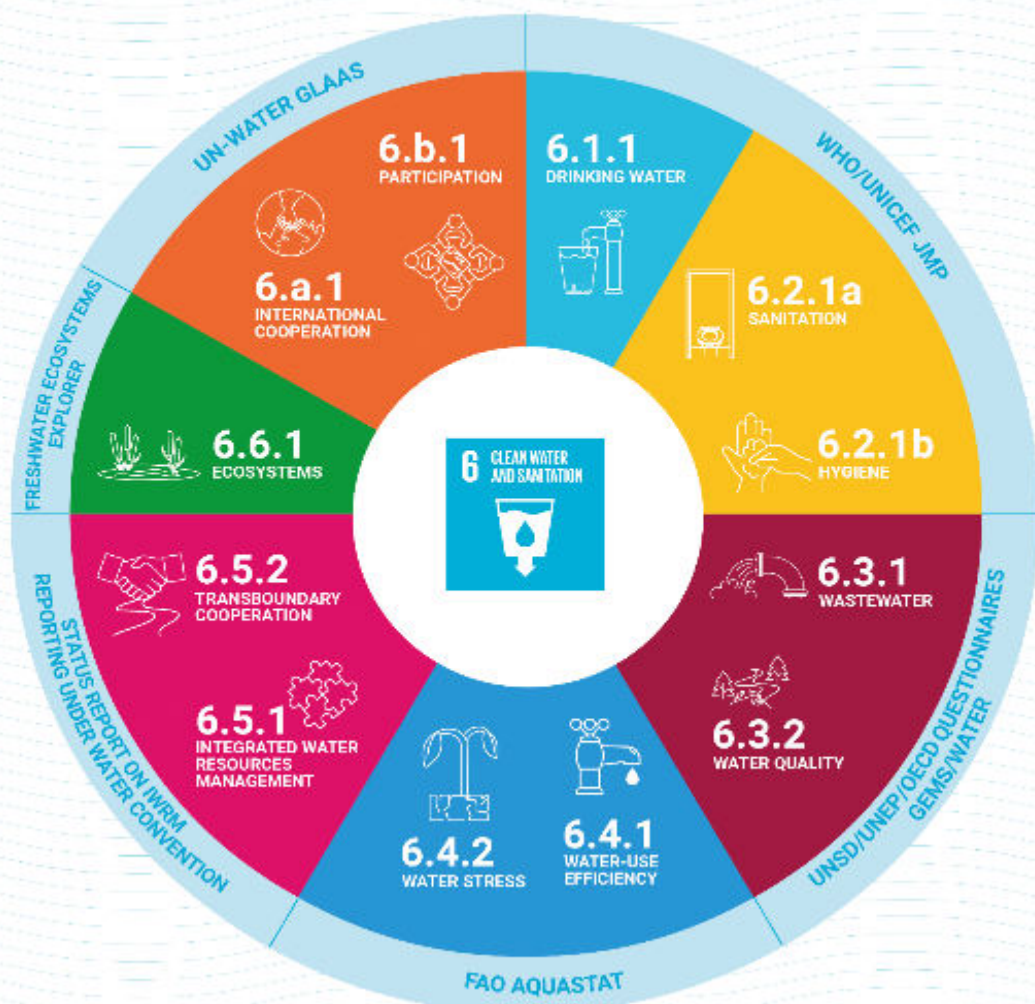 UN-WATER GLAAS
6.b.1
PARTICIPATION
6.a.1
INTERNATIONAL
COOPERATION
6.1.1
DRINKING WATER
WHO/UNICEF JMP
6.2.1a
SANITATION
6.2.1b
HYGIENE
FRESHWATER ECOSYSTEMS
EXPLORER
6.6.1
ECOSYSTEMS
6 CLEAN WATER
AND SANITATION
6.5.2
TRANSBOUNDARY
COOPERATION
6.5.1
INTEGRATED WATER
RESOURCES
MANAGEMENT
STATUS REPORT ON IWRM
REPORTING UNDER WATER CONVENTION
6.3.1
WASTEWATER
6.3.2
WATER QUALITY
UNSD/UNEP/OECD QUESTIONNAIRES
GEMS/WATER
6.4.2
WATER STRESS
6.4.1
WATER-USE
EFFICIENCY
FAO AQUASTAT